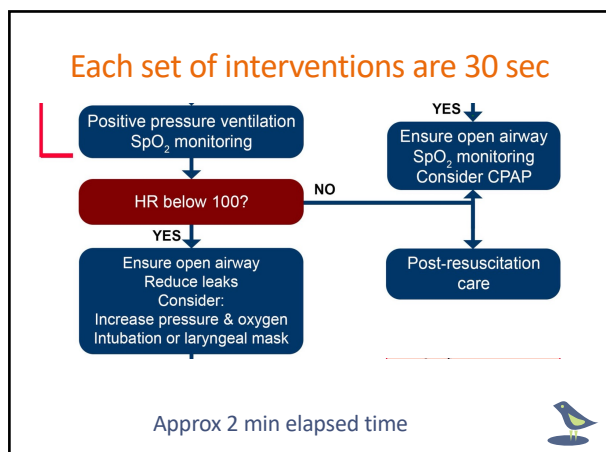 Each set of interventions are 30 sec
YES
Positive pressure ventilation
SpO₂ monitoring
Ensure open airway
SpO₂ monitoring
Consider CPAP
HR below 100?
NO
YES
Ensure open airway
Reduce leaks
Consider:
Increase pressure & oxygen
Intubation or laryngeal mask
Post-resuscitation
care
Approx 2 min elapsed time